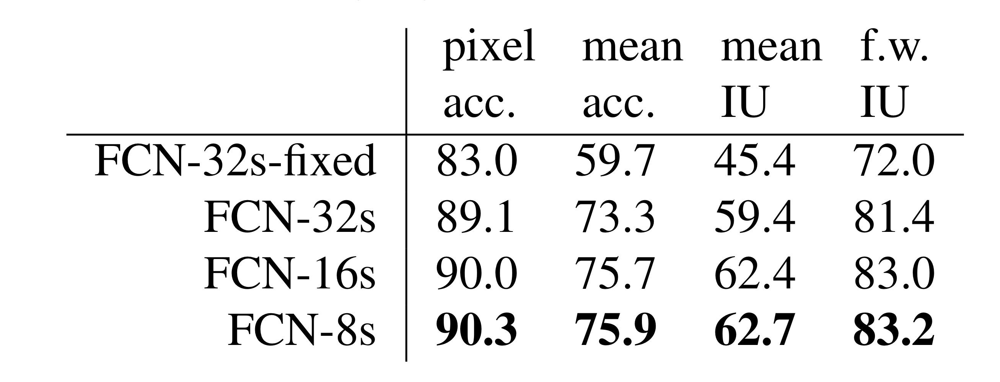 pixel mean mean f.w.
acc. acc. IU IU
FCN-32s-fixed 83.0 59.7 45.4 72.0
FCN-32s 89.1 73.3 59.4 81.4
FCN-16s 90.0 75.7 62.4 83.0
FCN-8s 90.3 75.9 62.7 83.2